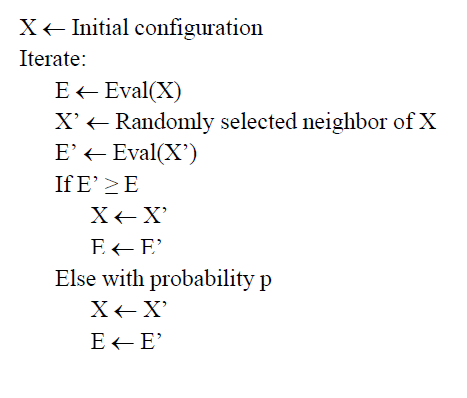 X ← Initial configuration
Iterate:
E ← Eval(X)
X’ ← Randomly selected neighbor of X
E’ ← Eval(X’)
If E’ ≥ E
X ← X’
E ← E’
Else with probability p
X ← X’
E ← E’